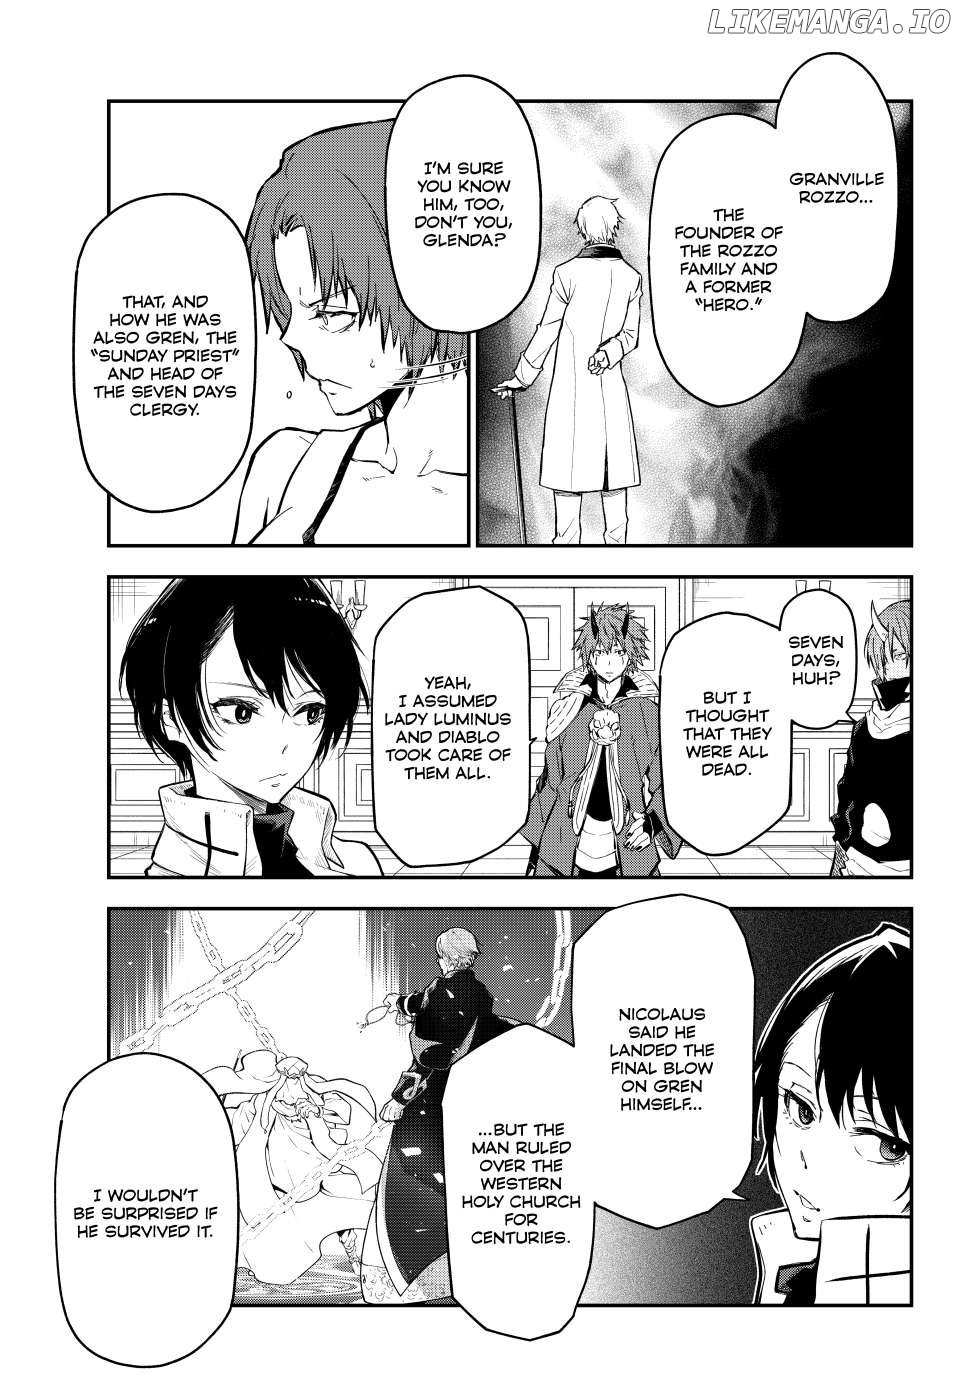 LIKEMANGA.IO
GRANVILLE
ROZZO...
THE
FOUNDER OF
THE ROZZO
FAMILY AND
A FORMER
"HERO."
I'M SURE
YOU KNOW
HIM, TOO,
DON'T YOU,
GLENDA?
THAT, AND
HOW HE WAS
ALSO GREN, THE
"SUNDAY PRIEST"
AND HEAD OF
THE SEVEN DAYS
CLERGY.
SEVEN
DAYS,
HUH?
BUT I
THOUGHT
THAT THEY
WERE ALL
DEAD.
YEAH,
I ASSUMED
LADY LUMINUS
AND DIABLO
TOOK CARE OF
THEM ALL.
NICOLAUS
SAID HE
LANDED THE
FINAL BLOW
ON GREN
HIMSELF...
...BUT THE
MAN RULED
OVER THE
WESTERN
HOLY CHURCH
FOR
CENTURIES.
I WOULDN'T
BE SURPRISED IF
HE SURVIVED IT.